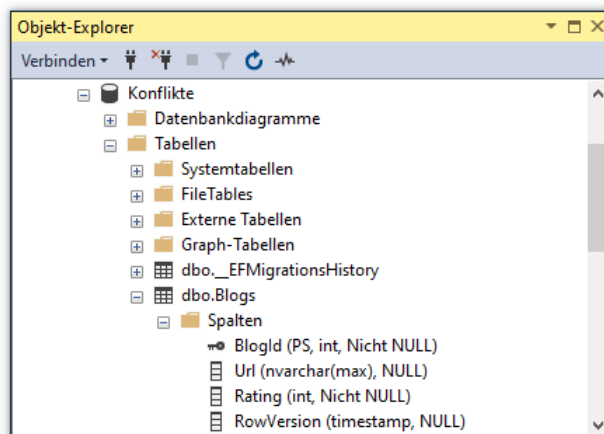 Objekt-Explorer
Verbinden
Konflikte
Datenbankdiagramme
Tabellen
Systemtabellen
FileTables
Externe Tabellen
Graph-Tabellen
dbo.__EFMigrationsHistory
dbo.Blogs
Spalten
BlogId (PS, int, Nicht NULL)
Url (nvarchar(max), NULL)
Rating (int, Nicht NULL)
RowVersion (timestamp, NULL)